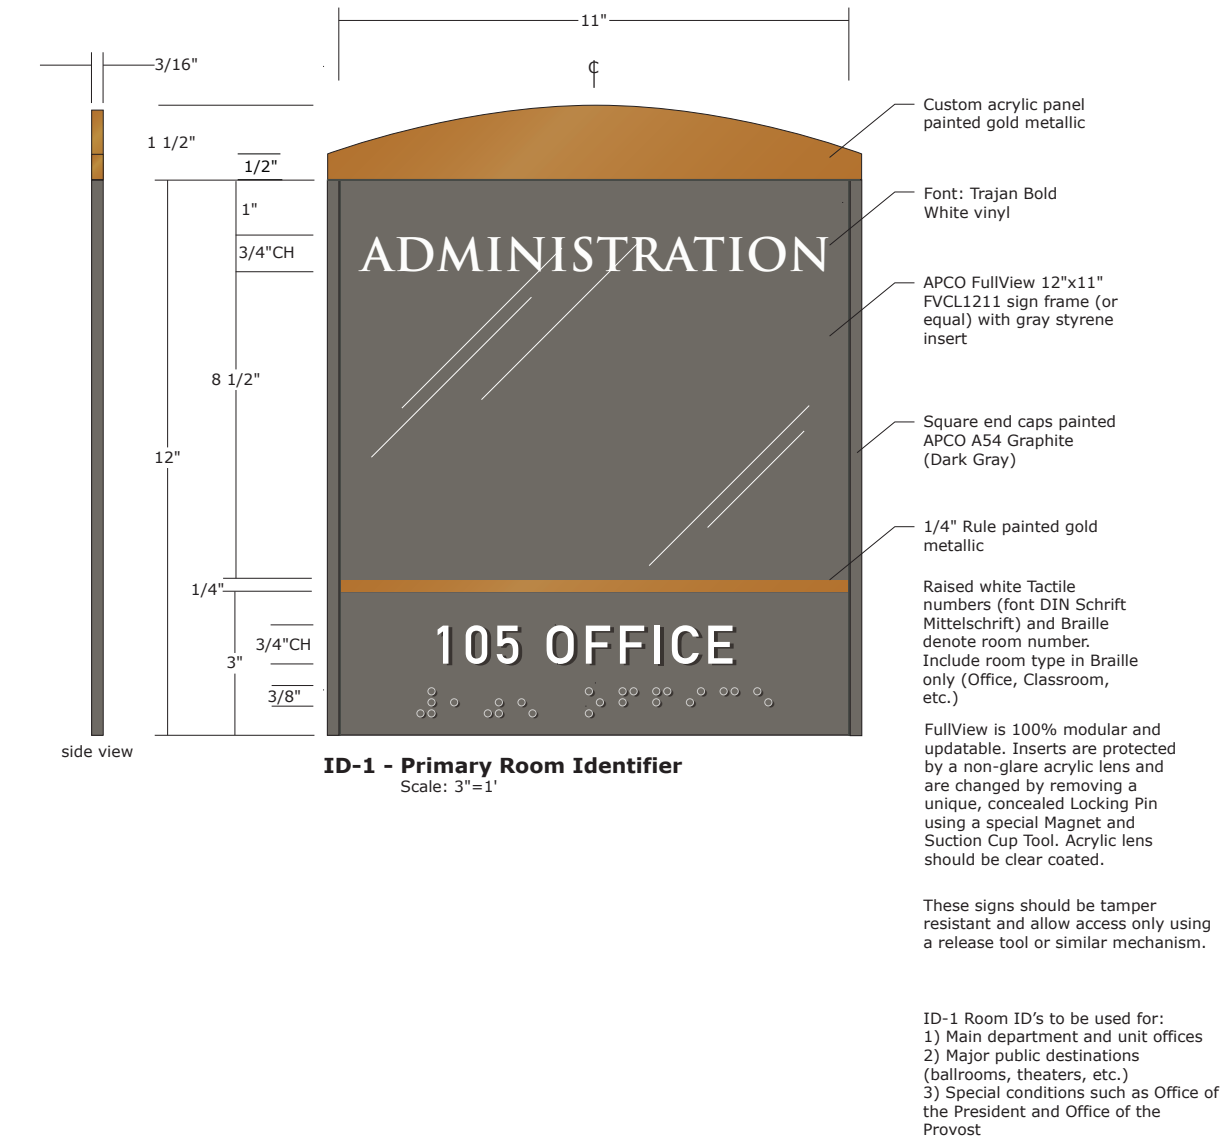 11"
3/16"
℄
1 1/2"
1/2"
1"
3/4"CH
8 1/2"
12"
1/4"
3/4"CH
3"
3/8"
side view
ADMINISTRATION
105 OFFICE
ID-1 - Primary Room Identifier
Scale: 3"=1'
Custom acrylic panel
painted gold metallic
Font: Trajan Bold
White vinyl
APCO FullView 12"x11"
FVCL1211 sign frame (or
equal) with gray styrene
insert
Square end caps painted
APCO A54 Graphite
(Dark Gray)
1/4" Rule painted gold
metallic
Raised white Tactile
numbers (font DIN Schrift
Mittelschrift) and Braille
denote room number.
Include room type in Braille
only (Office, Classroom,
etc.)
FullView is 100% modular and
updatable. Inserts are protected
by a non-glare acrylic lens and
are changed by removing a
unique, concealed Locking Pin
using a special Magnet and
Suction Cup Tool. Acrylic lens
should be clear coated.
These signs should be tamper
resistant and allow access only using
a release tool or similar mechanism.
ID-1 Room ID’s to be used for:
1) Main department and unit offices
2) Major public destinations
(ballrooms, theaters, etc.)
3) Special conditions such as Office of
the President and Office of the
Provost